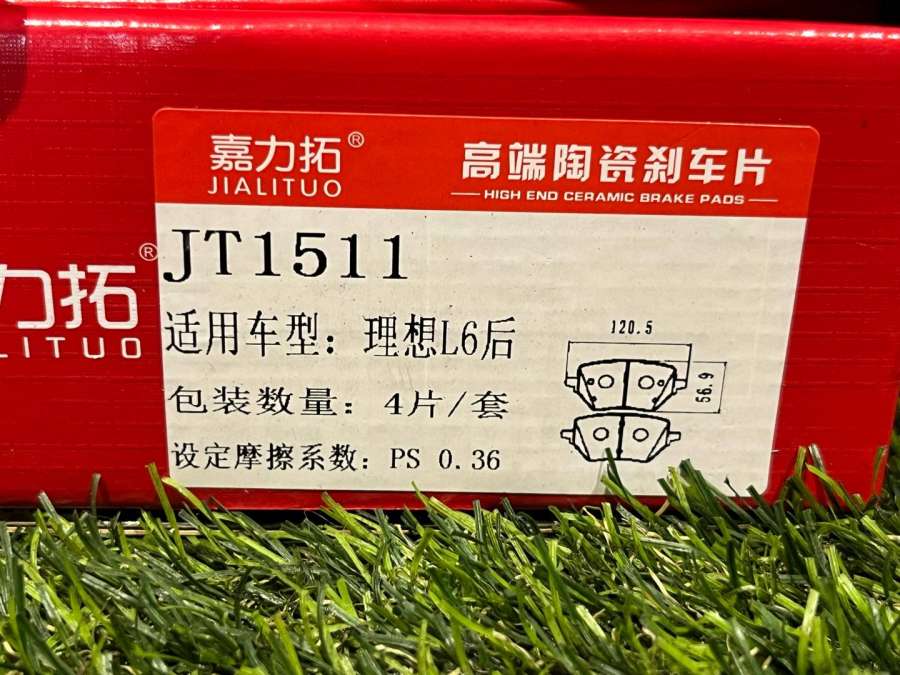 嘉力拓®
JIALITUO
高端陶瓷刹车片
HIGH END CERAMIC BRAKE PADS
JT1511
适用车型：理想L6后
包装数量：4片/套
设定摩擦系数：PS 0.36
120.5
56.9
力拓®
LITUO